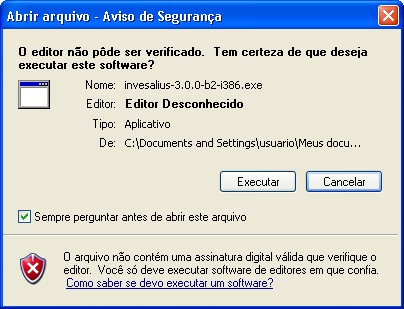 Abrir arquivo - Aviso de Segurança
O editor não pôde ser verificado. Tem certeza de que deseja
executar este software?
Nome: invesalius-3.0.0-b2-i386.exe
Editor: Editor Desconhecido
Tipo: Aplicativo
De: C:\Documents and Settings\usuario\Meus docu...
Executar Cancelar
Sempre perguntar antes de abrir este arquivo
O arquivo não contém uma assinatura digital válida que verifique o
editor. Você só deve executar software de editores em que confia.
Como saber se devo executar um software?